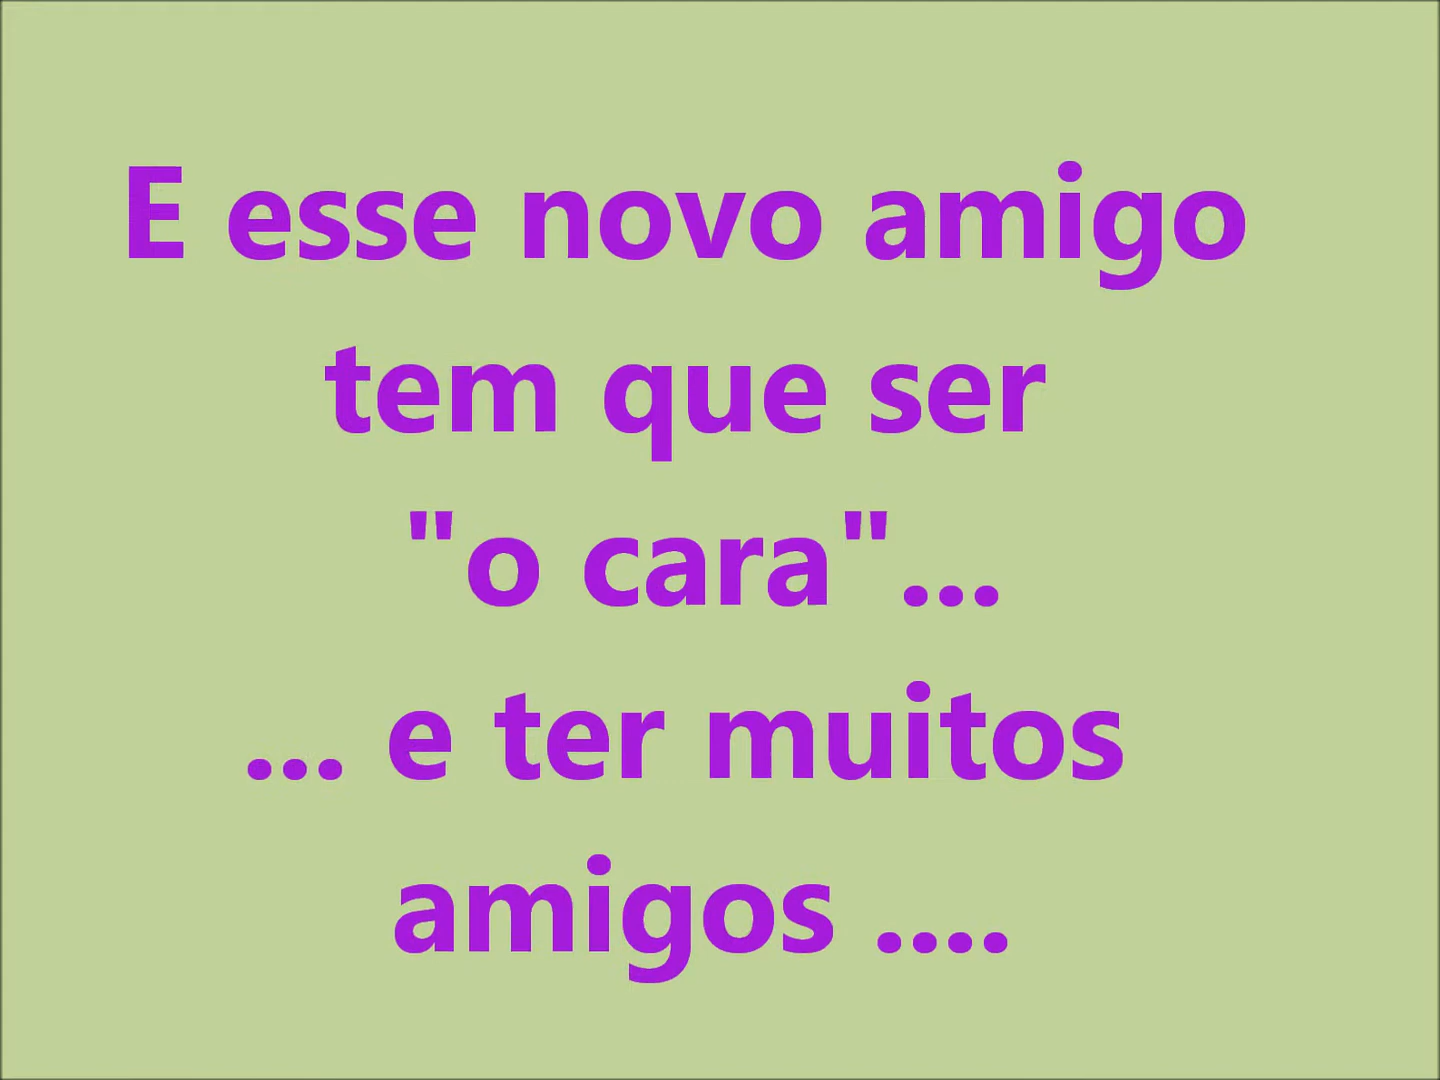 E esse novo amigo
tem que ser
"o cara"...
... e ter muitos
amigos ....